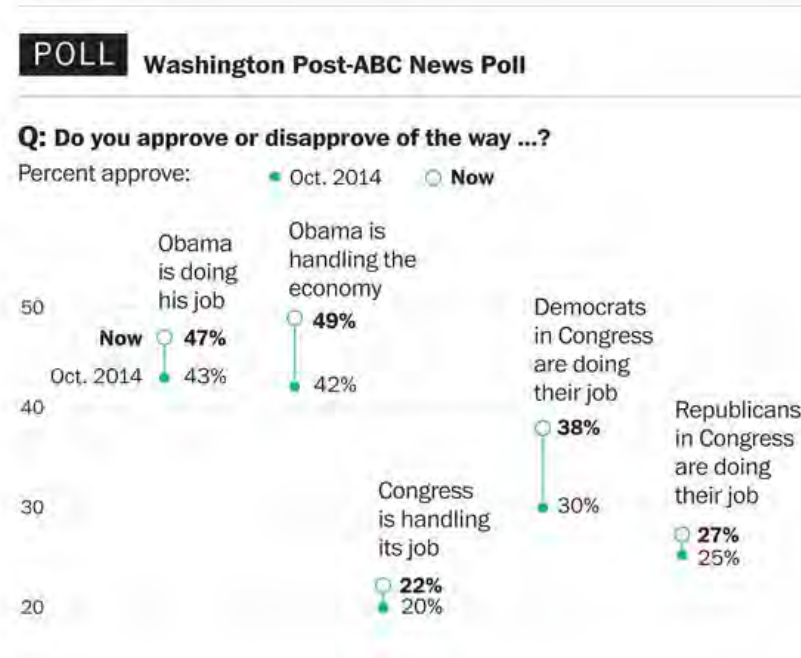 POLL Washington Post-ABC News Poll
Q: Do you approve or disapprove of the way ...?
Percent approve: Oct. 2014 Now
Obama
is doing
his job
Now 47%
Oct. 2014 43%
Obama is
handling the
economy
49%
42%
Congress
is handling
its job
22%
20%
Democrats
in Congress
are doing
their job
38%
30%
Republicans
in Congress
are doing
their job
27%
25%
50
40
30
20